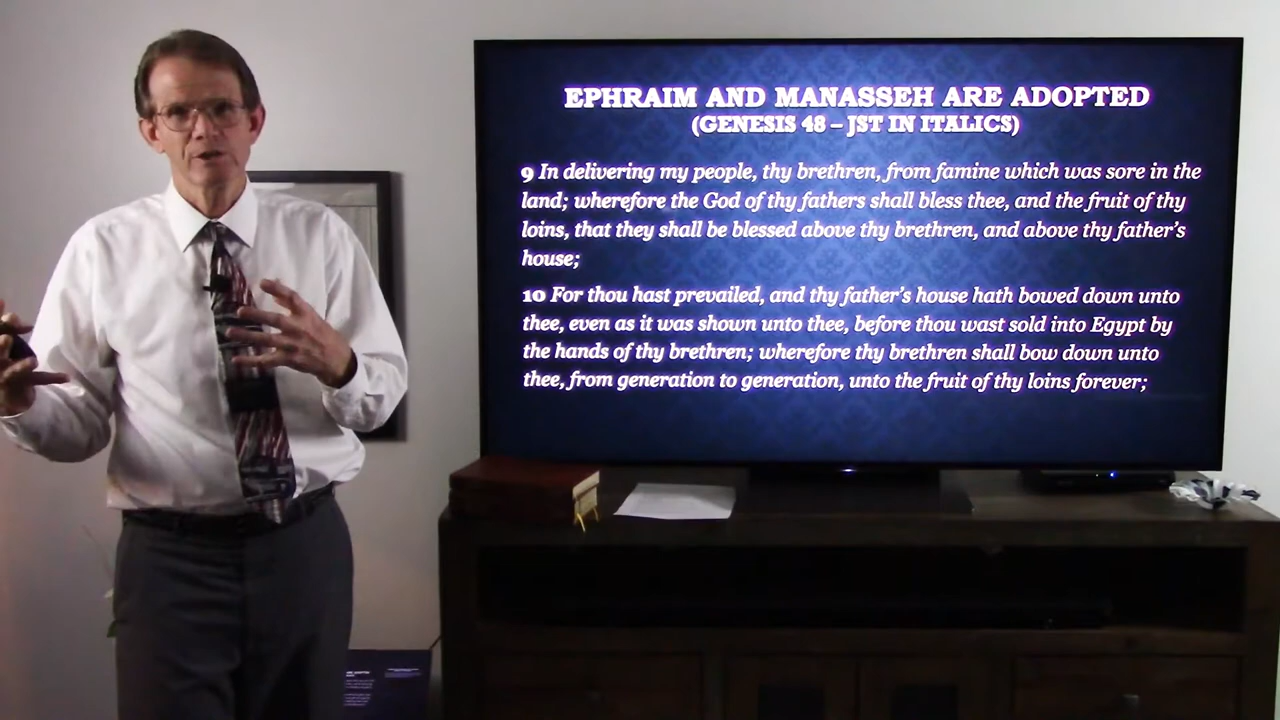 EPHRAIM AND MANASSEH ARE ADOPTED
(GENESIS 48 – JST IN ITALICS)
9 In delivering my people, thy brethren, from famine which was sore in the
land; wherefore the God of thy fathers shall bless thee, and the fruit of thy
loins, that they shall be blessed above thy brethren, and above thy father's
house;
10 For thou hast prevailed, and thy father's house hath bowed down unto
thee, even as it was shown unto thee, before thou wast sold into Egypt by
the hands of thy brethren; wherefore thy brethren shall bow down unto
thee, from generation to generation, unto the fruit of thy loins forever;